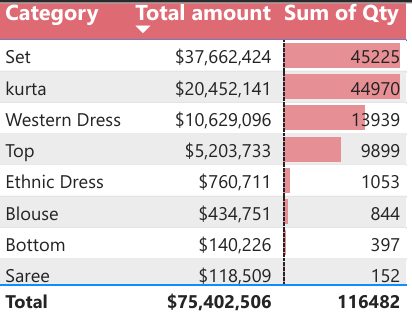 Category Total amount Sum of Qty
Set $37,662,424 45225
kurta $20,452,141 44970
Western Dress $10,629,096 13939
Top $5,203,733 9899
Ethnic Dress $760,711 1053
Blouse $434,751 844
Bottom $140,226 397
Saree $118,509 152
Total $75,402,506 116482